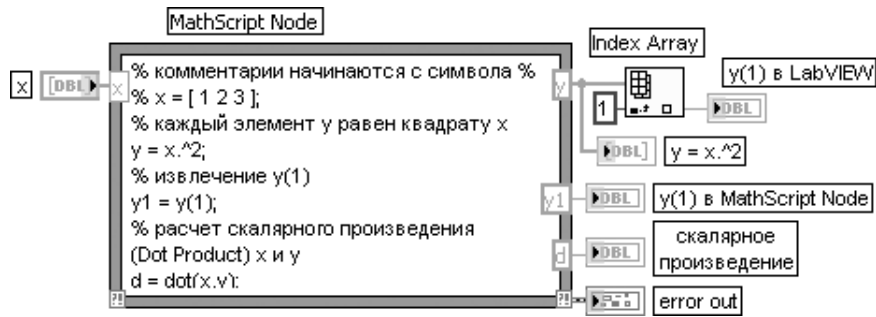 MathScript Node
Index Array
x
DBL
x
% комментарии начинаются с символа %
% x = [ 1 2 3 ];
% каждый элемент y равен квадрату x
y = x.^2;
% извлечение y(1)
y1 = y(1);
% расчет скалярного произведения
(Dot Product) x и y
d = dot(x,y);
y
1
y(1) в LabVIEW
DBL
DBL
y = x.^2
y1
DBL
y(1) в MathScript Node
d
DBL
скалярное
произведение
?!
?!
error out